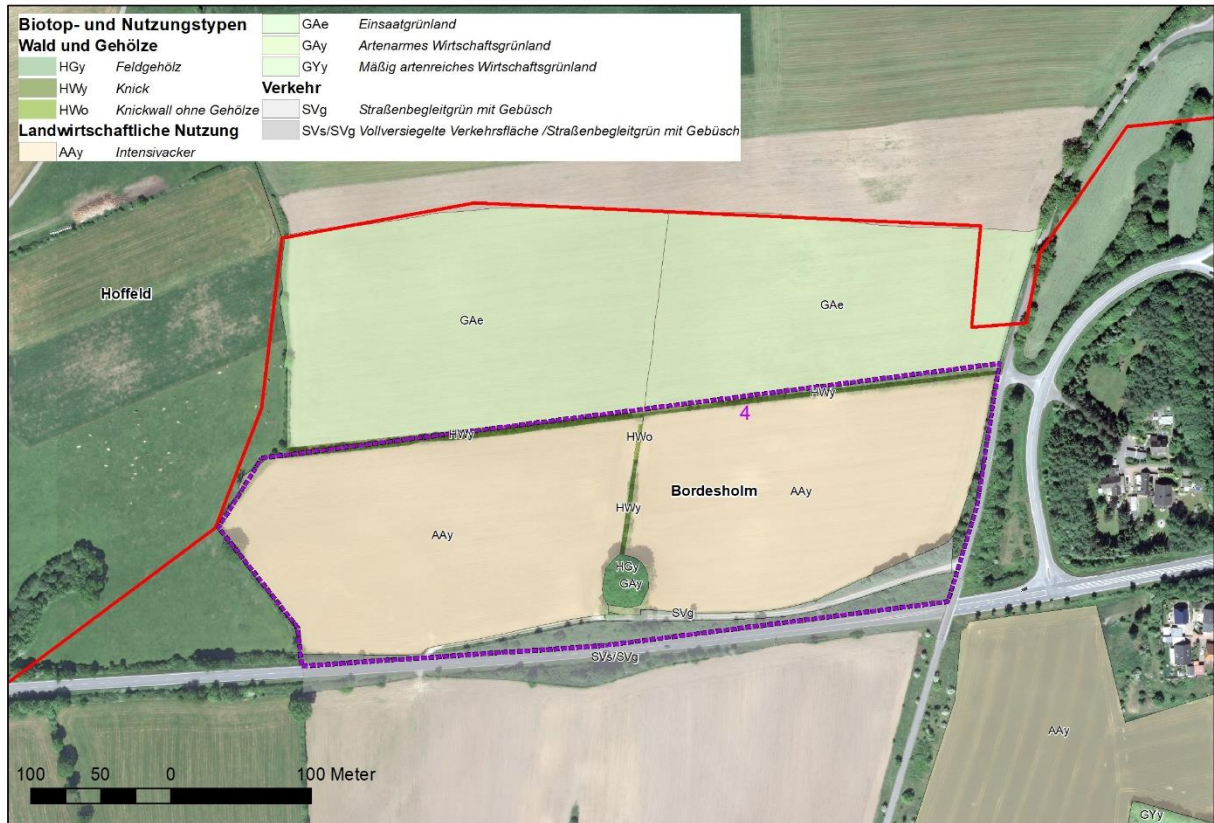 Biotop- und Nutzungstypen
Wald und Gehölze
HGy Feldgehölz
HWy Knick
HWo Knickwall ohne Gehölze
Landwirtschaftliche Nutzung
AAy Intensivacker
GAe Einsaatgrünland
GAy Artenarmes Wirtschaftsgrünland
GYy Mäßig artenreiches Wirtschaftsgrünland
Verkehr
SVg Straßenbegleitgrün mit Gebüsch
SVs/SVg Vollversiegelte Verkehrsfläche /Straßenbegleitgrün mit Gebüsch
Hoffeld
GAe
GAe
HWy
4
HWy
HWo
Bordesholm
AAy
HWy
AAy
HGy
GAy
SVg
SVs/SVg
AAy
100 50 0 100 Meter
GYy